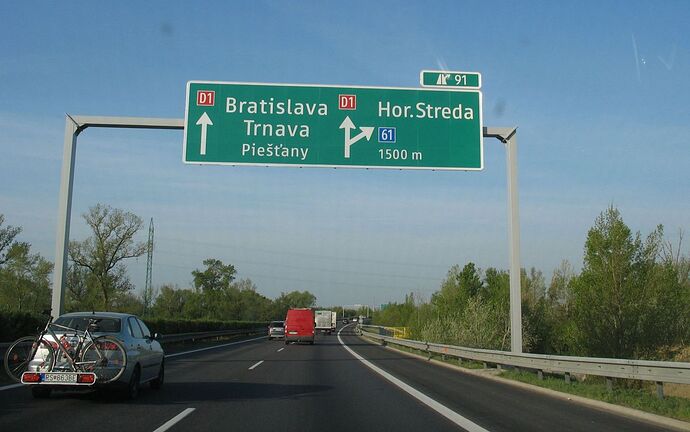 91
D1 Bratislava D1 Hor.Streda
Trnava 61
Piešťany 1500 m